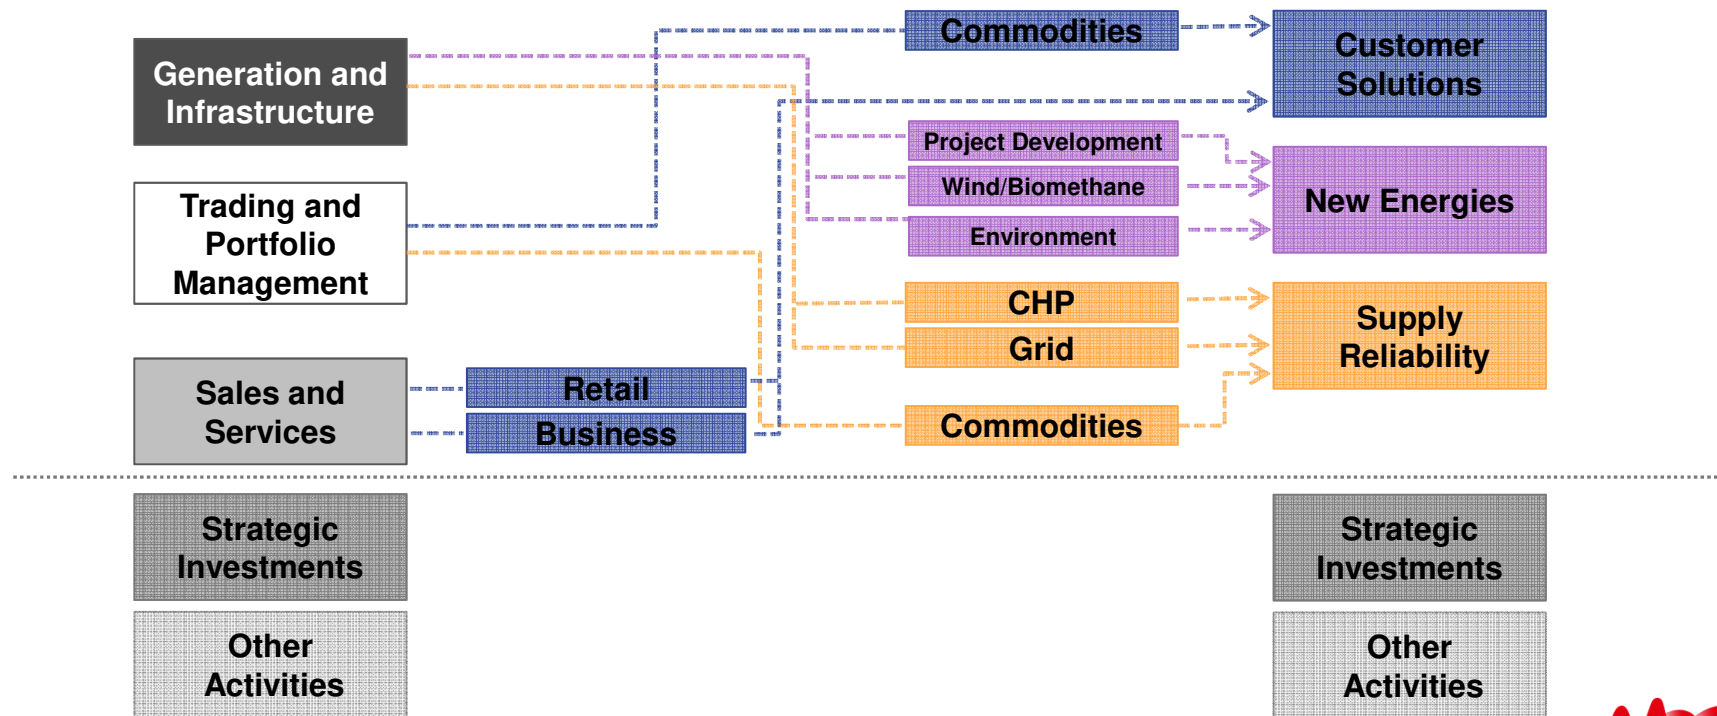 Generation and
Infrastructure
Trading and
Portfolio
Management
Sales and
Services
Retail
Business
Commodities
Project Development
Wind/Biomethane
Environment
CHP
Grid
Commodities
Customer
Solutions
New Energies
Supply
Reliability
Strategic
Investments
Other
Activities
Strategic
Investments
Other
Activities